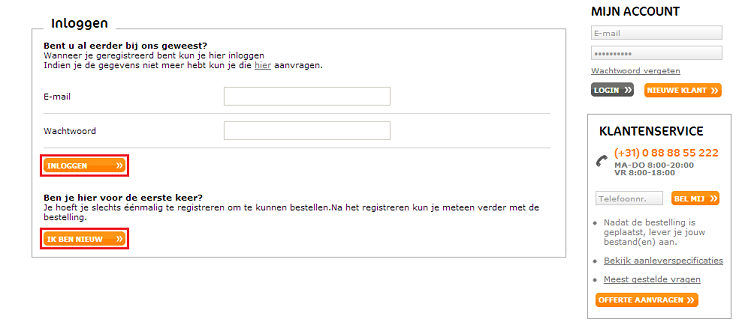 Inloggen
Bent u al eerder bij ons geweest?
Wanneer je geregistreerd bent kun je hier inloggen
Indien je de gegevens niet meer hebt kun je die hier aanvragen.
E-mail
Wachtwoord
INLOGGEN »
Ben je hier voor de eerste keer?
Je hoeft je slechts éénmalig te registreren om te kunnen bestellen.Na het registreren kun je meteen verder met de
bestelling.
IK BEN NIEUW »
MIJN ACCOUNT
E-mail
••••••••••
Wachtwoord vergeten
LOGIN » NIEUWE KLANT »
KLANTENSERVICE
(+31) 0 88 88 55 222
MA-DO 8:00-20:00
VR 8:00-18:00
Telefoonnr. BEL MIJ »
• Nadat de bestelling is
geplaatst, lever je jouw
bestand(en) aan.
• Bekijk aanleverspecificaties
• Meest gestelde vragen
OFFERTE AANVRAGEN »